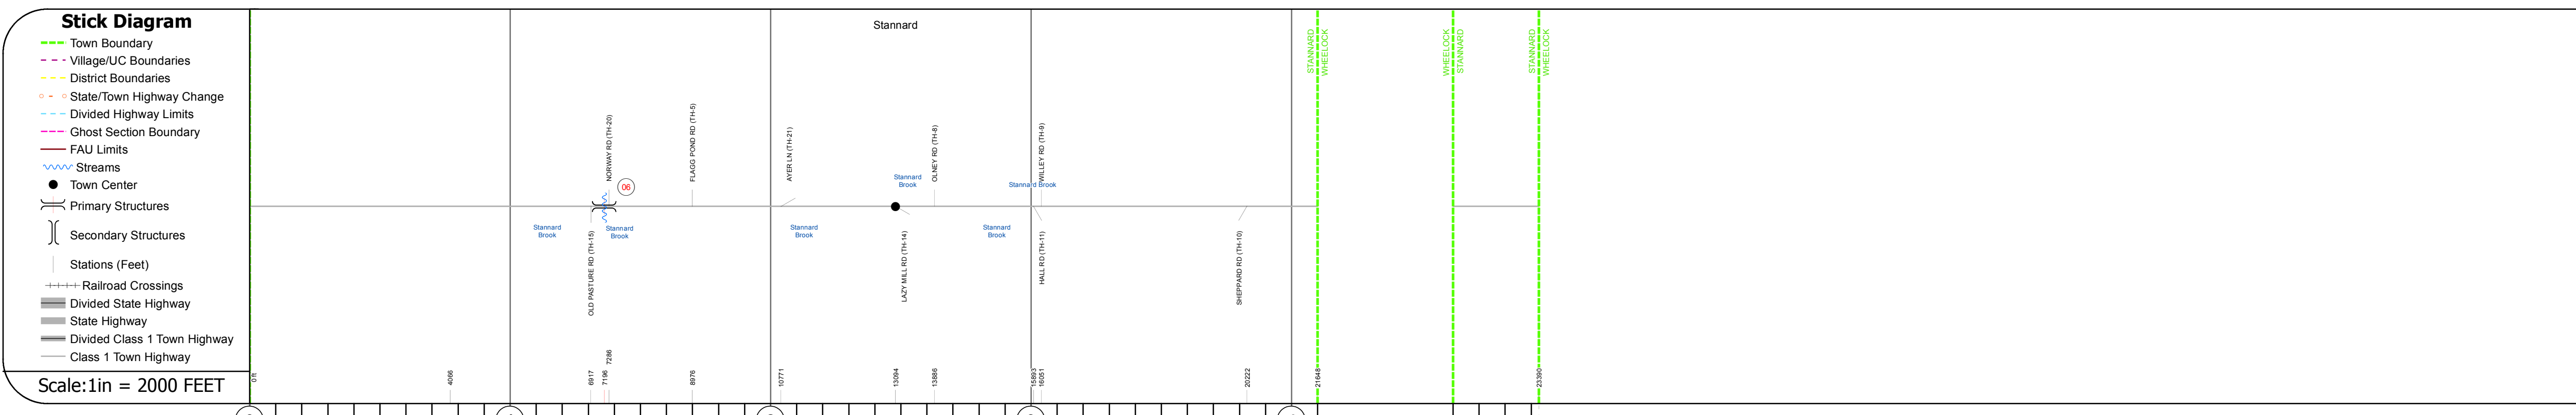 Stick Diagram
Town Boundary
Village/UC Boundaries
District Boundaries
State/Town Highway Change
Divided Highway Limits
Ghost Section Boundary
FAU Limits
Streams
Town Center
Primary Structures
Secondary Structures
Stations (Feet)
Railroad Crossings
Divided State Highway
State Highway
Divided Class 1 Town Highway
Class 1 Town Highway
Scale:1in = 2000 FEET
Stannard
STANNARD
WHEELOCK
WHEELOCK
STANNARD
STANNARD
WHEELOCK
NORWAY RD (TH-20)
FLAGG POND RD (TH-5)
AYER LN (TH-21)
OLNEY RD (TH-8)
WILLEY RD (TH-9)
06
Stannard
Brook
Stannard Brook
Stannard
Brook
Stannard
Brook
Stannard
Brook
Stannard
Brook
OLD PASTURE RD (TH-15)
LAZY MILL RD (TH-14)
HALL RD (TH-11)
SHEPPARD RD (TH-10)
0 ft
4066
6917
7196
7286
8976
10771
13094
13886
15893
16051
20222
21648
23390